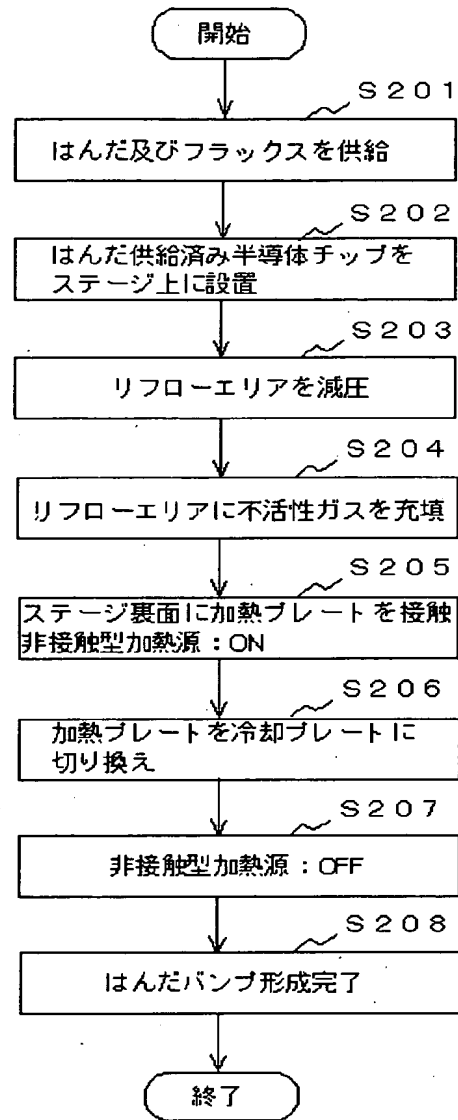 開始
S201
はんだ及びフラックスを供給
S202
はんだ供給済み半導体チップを
ステージ上に設置
S203
リフローエリアを減圧
S204
リフローエリアに不活性ガスを充填
S205
ステージ裏面に加熱プレートを接触
非接触型加熱源：ON
S206
加熱プレートを冷却プレートに
切り換え
S207
非接触型加熱源：OFF
S208
はんだバンプ形成完了
終了